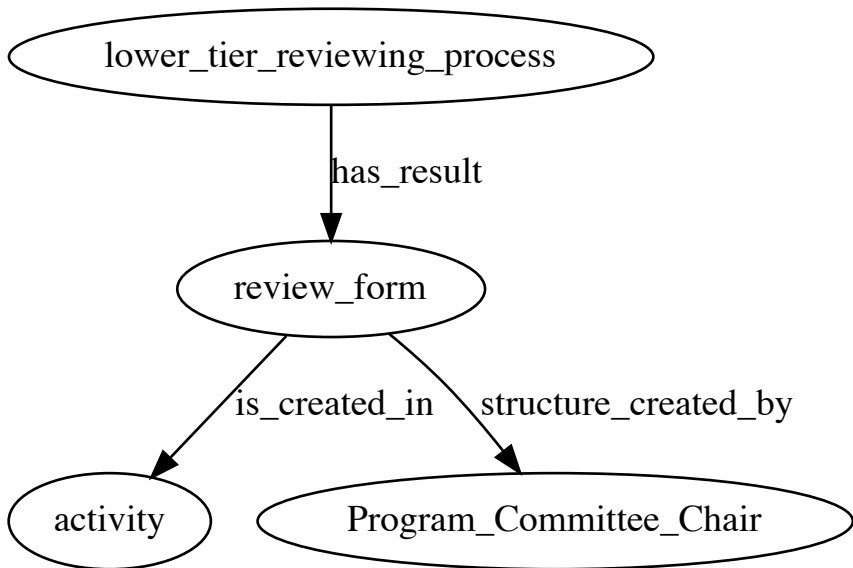 lower_tier_reviewing_process
has_result
review_form
is_created_in structure_created_by
activity Program_Committee_Chair